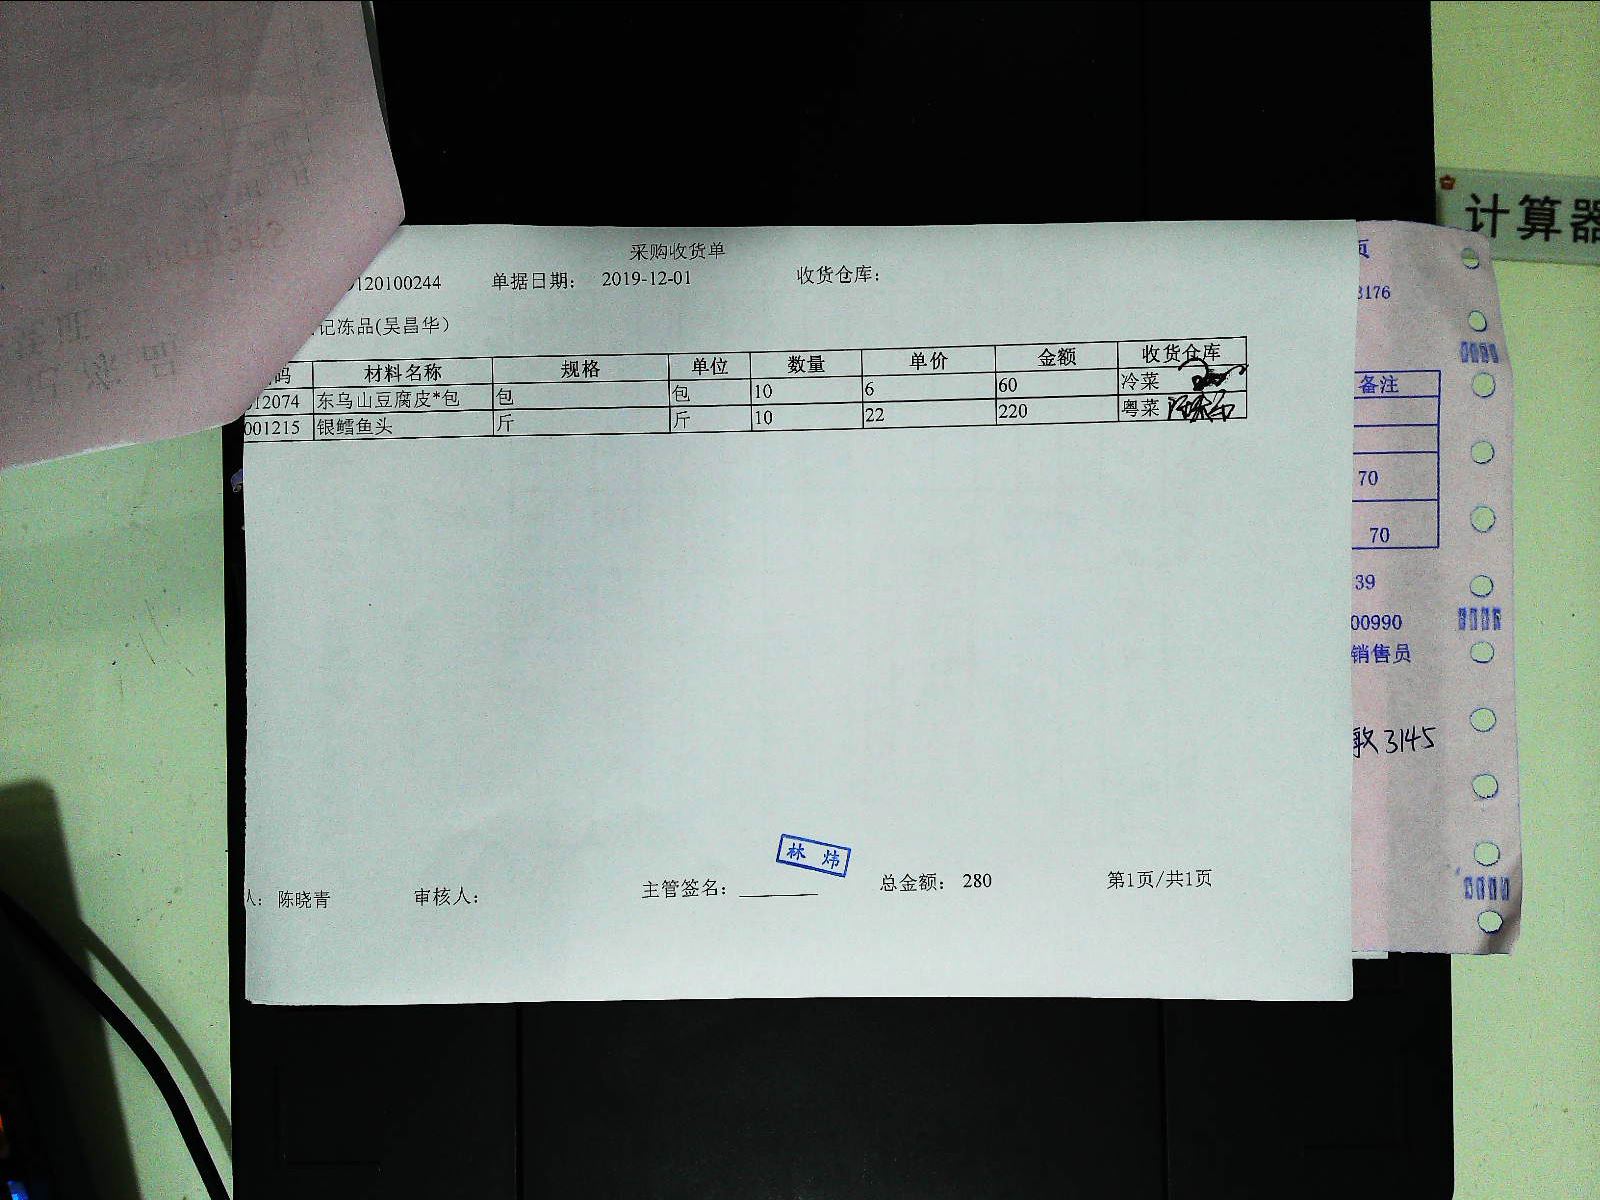 采购收货单
120100244 单据日期: 2019-12-01 收货仓库:
记冻品(吴昌华)
码 材料名称 规格 单位 数量 单价 金额 收货仓库
12074 东乌山豆腐皮*包 包 包 10 6 60 冷菜
001215 银鳕鱼头 斤 斤 10 22 220 粤菜
林 炜
人: 陈晓青 审核人: 主管签名: 总金额: 280 第1页/共1页
计算器
页
3176
备注
70
70
39
00990
销售员
敏 3145